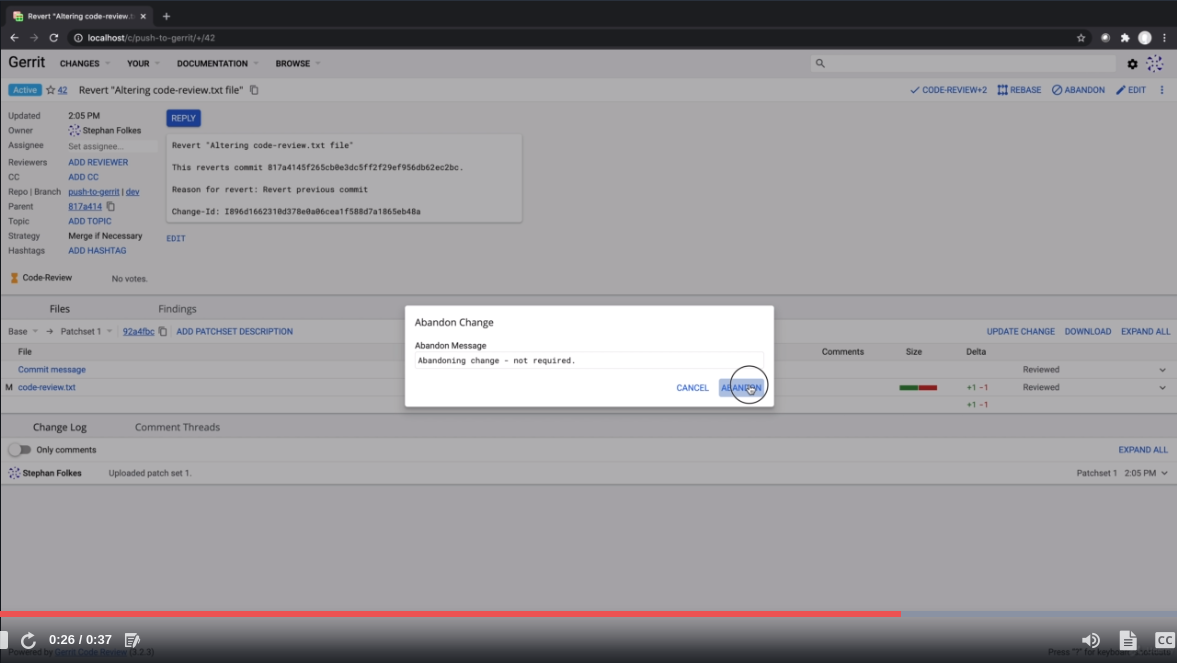 Revert "Altering code-review.t
localhost/c/push-to-gerrit/+/42
Gerrit CHANGES YOUR DOCUMENTATION BROWSE
Active 42 Revert "Altering code-review.txt file" CODE-REVIEW+2 REBASE ABANDON EDIT
Updated 2:05 PM REPLY
Owner Stephan Folkes
Assignee Set assignee...
Reviewers ADD REVIEWER
CC ADD CC
Repo | Branch push-to-gerrit | dev
Parent 817a414
Topic ADD TOPIC
Strategy Merge if Necessary
Hashtags ADD HASHTAG
Revert "Altering code-review.txt file"
This reverts commit 817a4145f265cb0e3dc5ff2f29ef956db62ec2bc.
Reason for revert: Revert previous commit
Change-Id: I896d1662310d378e0a06cea1f588d7a1865eb48a
EDIT
Code-Review No votes.
Files Findings
Base → Patchset 1 92a4fbc ADD PATCHSET DESCRIPTION UPDATE CHANGE DOWNLOAD EXPAND ALL
File Comments Size Delta
Commit message Reviewed
M code-review.txt +1 -1 Reviewed
+1 -1
Abandon Change
Abandon Message
Abandoning change - not required.
CANCEL ABANDON
Change Log Comment Threads
Only comments EXPAND ALL
Stephan Folkes Uploaded patch set 1. Patchset 1 2:05 PM
0:26 / 0:37 CC
Powered by Gerrit Code Review (3.2.3) Press "?" for keyboard shortcuts